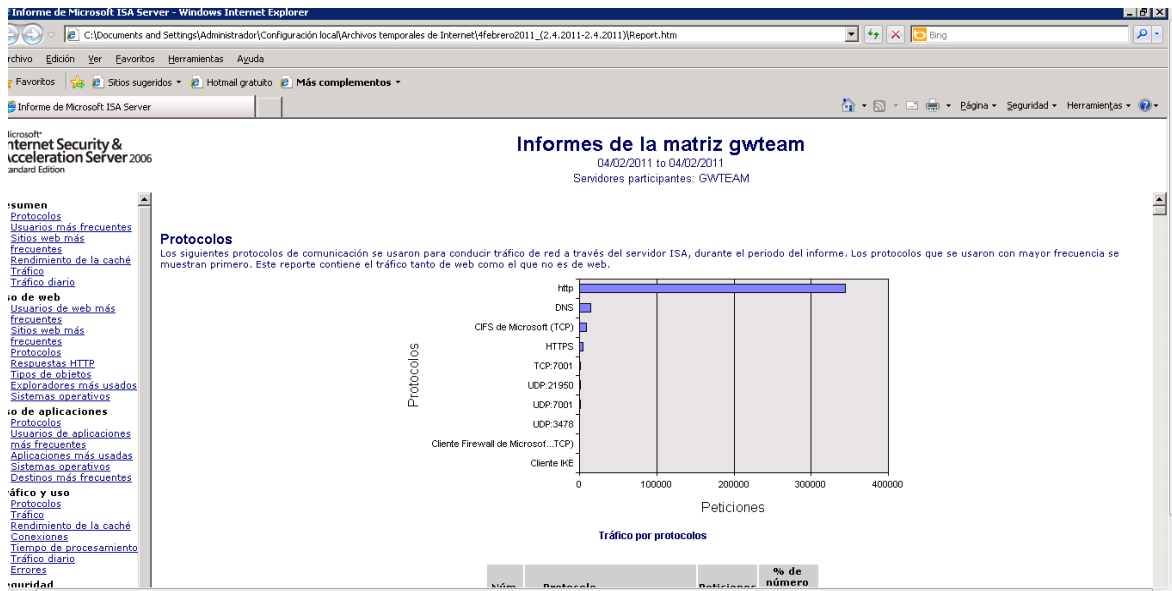 Informe de Microsoft ISA Server - Windows Internet Explorer
C:\Documents and Settings\Administrador\Configuración local\Archivos temporales de Internet\4febrero2011_(2.4.2011-2.4.2011)\Report.htm
Bing
rchivo Edición Ver Favoritos Herramientas Ayuda
Favoritos Sitios sugeridos Hotmail gratuito Más complementos
Informe de Microsoft ISA Server
Página Seguridad Herramientas
Microsoft
nternet Security &
Acceleration Server 2006
tandard Edition
Informes de la matriz gwteam
04/02/2011 to 04/02/2011
Servidores participantes: GWTEAM
esumen
Protocolos
Usuarios más frecuentes
Sitios web más
frecuentes
Rendimiento de la caché
Tráfico
Tráfico diario
so de web
Usuarios de web más
frecuentes
Sitios web más
frecuentes
Protocolos
Respuestas HTTP
Tipos de objetos
Exploradores más usados
Sistemas operativos
so de aplicaciones
Protocolos
Usuarios de aplicaciones
más frecuentes
Aplicaciones más usadas
Sistemas operativos
Destinos más frecuentes
ráfico y uso
Protocolos
Tráfico
Rendimiento de la caché
Conexiones
Tiempo de procesamiento
Tráfico diario
Errores
eguridad
Protocolos
Los siguientes protocolos de comunicación se usaron para conducir tráfico de red a través del servidor ISA, durante el periodo del informe. Los protocolos que se usaron con mayor frecuencia se
muestran primero. Este reporte contiene el tráfico tanto de web como el que no es de web.
Protocolos
http
DNS
CIFS de Microsoft (TCP)
HTTPS
TCP:7001
UDP:21950
UDP:7001
UDP:3478
Cliente Firewall de Microsof...TCP)
Cliente IKE
0 100000 200000 300000 400000
Peticiones
Tráfico por protocolos
Núm Protocolo Peticiones % de
número